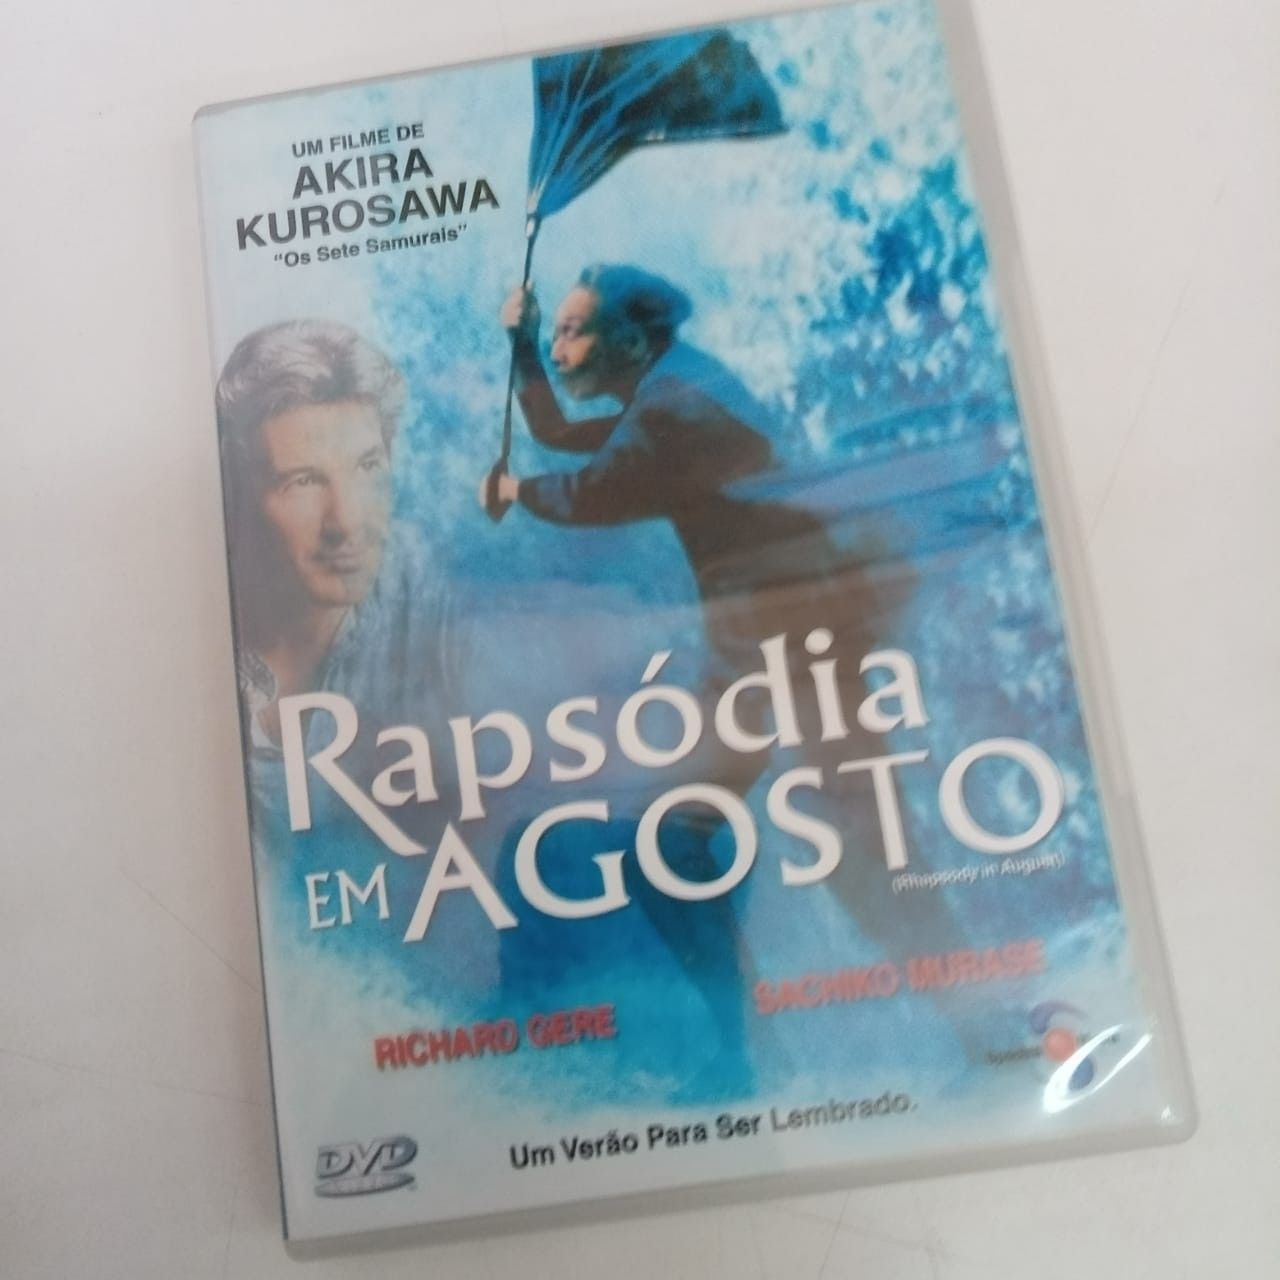 UM FILME DE
AKIRA
KUROSAWA
"Os Sete Samurais"
Rapsódia
EM AGOSTO
(Rhapsody in August)
RICHARD GERE
SACHIKO MURASE
DVD
Um Verão Para Ser Lembrado.